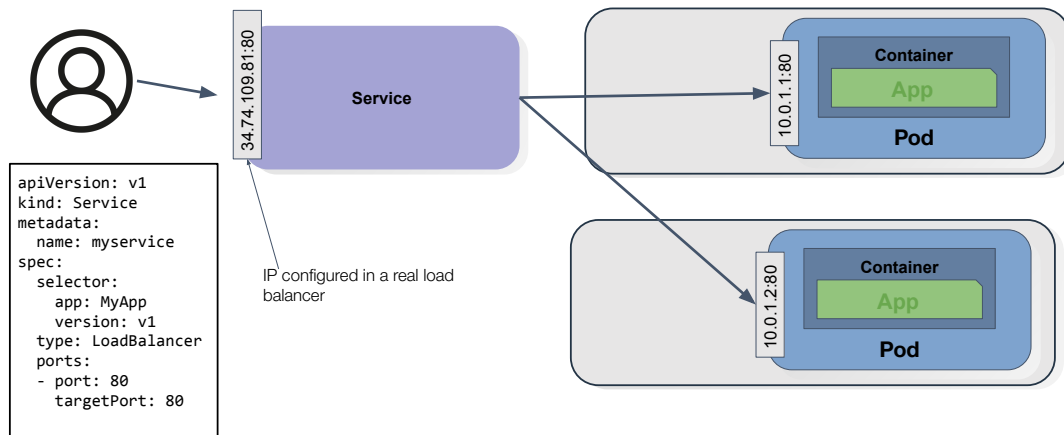 34.74.109.81:80
Service
10.0.1.1:80
Container
App
Pod
apiVersion: v1
kind: Service
metadata:
  name: myservice
spec:
  selector:
    app: MyApp
    version: v1
  type: LoadBalancer
  ports:
  - port: 80
    targetPort: 80
IP configured in a real load
balancer
10.0.1.2:80
Container
App
Pod